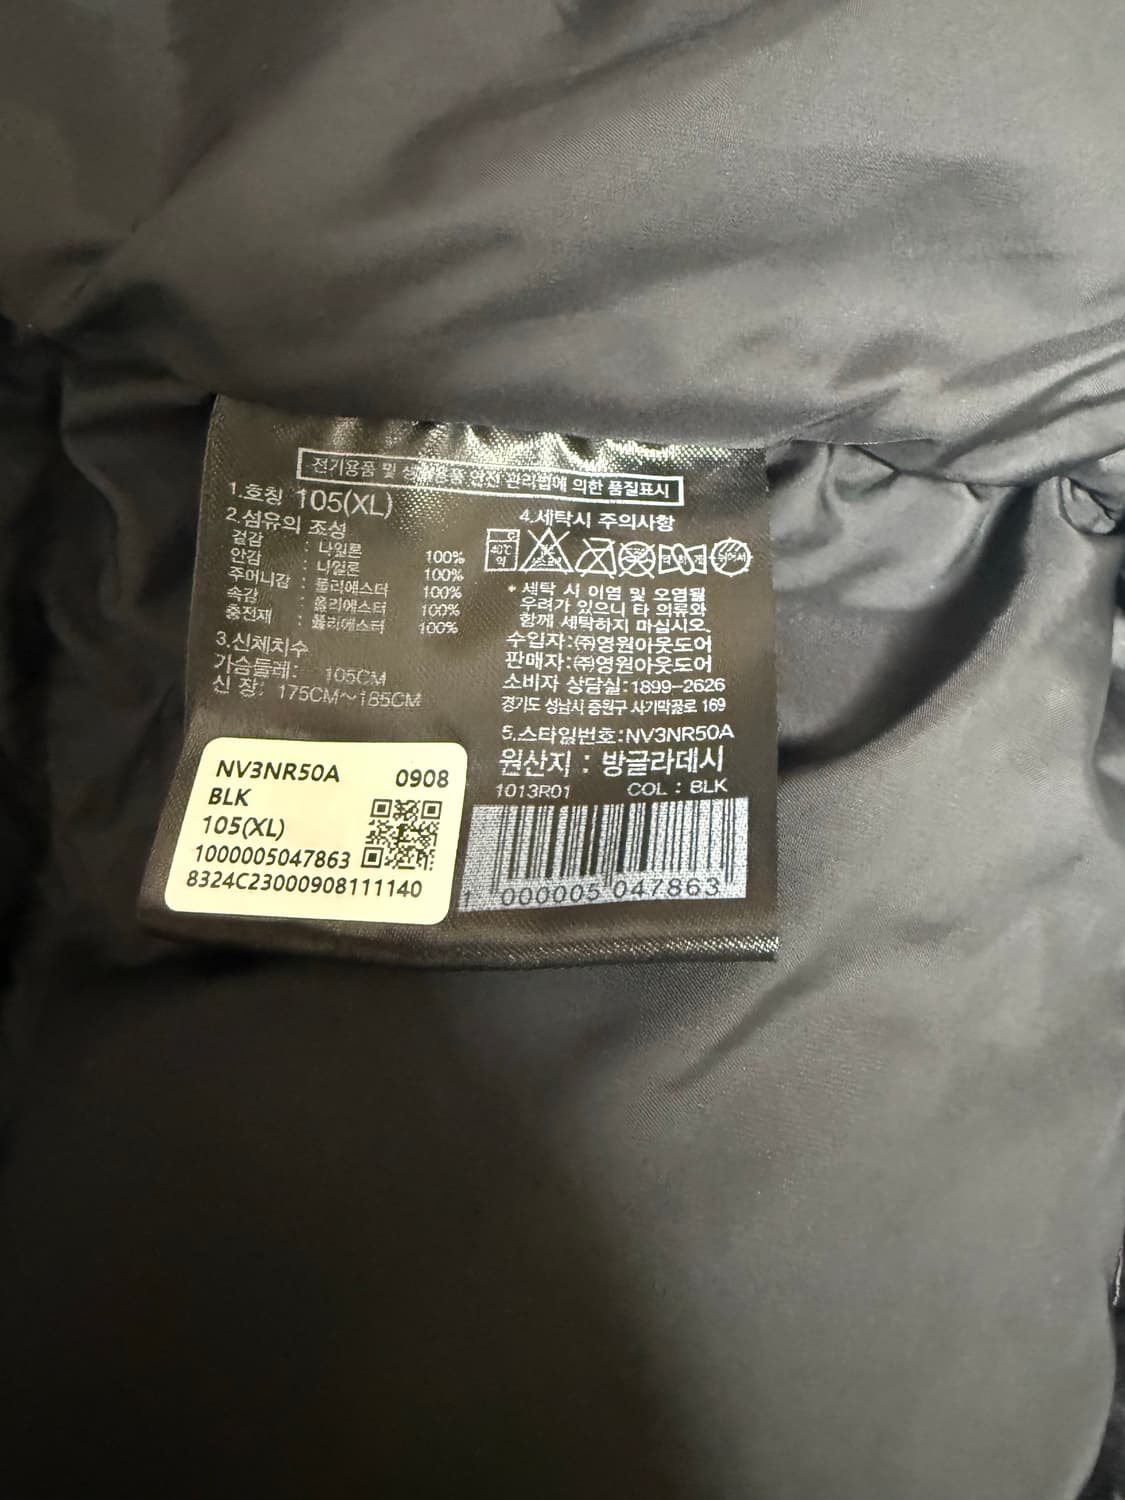 전기용품 및 생활용품 안전 관리법에 의한 품질표시
1.호칭 105(XL)
2.섬유의 조성
겉감 : 나일론 100%
안감 : 나일론 100%
주머니감 : 폴리에스터 100%
속감 : 폴리에스터 100%
충전재 : 폴리에스터 100%
3.신체치수
가슴둘레: 105CM
신 장: 175CM~185CM
4.세탁시 주의사항
40℃
약
* 세탁 시 이염 및 오염될
우려가 있으니 타 의류와
함께 세탁하지 마십시오.
수입자:㈜영원아웃도어
판매자:㈜영원아웃도어
소비자 상담실:1899-2626
경기도 성남시 중원구 사기막골로 169
5.스타일번호:NV3NR50A
원산지 : 방글라데시
1013R01 COL : BLK
1 000005 047863
NV3NR50A 0908
BLK
105(XL)
1000005047863
8324C23000908111140